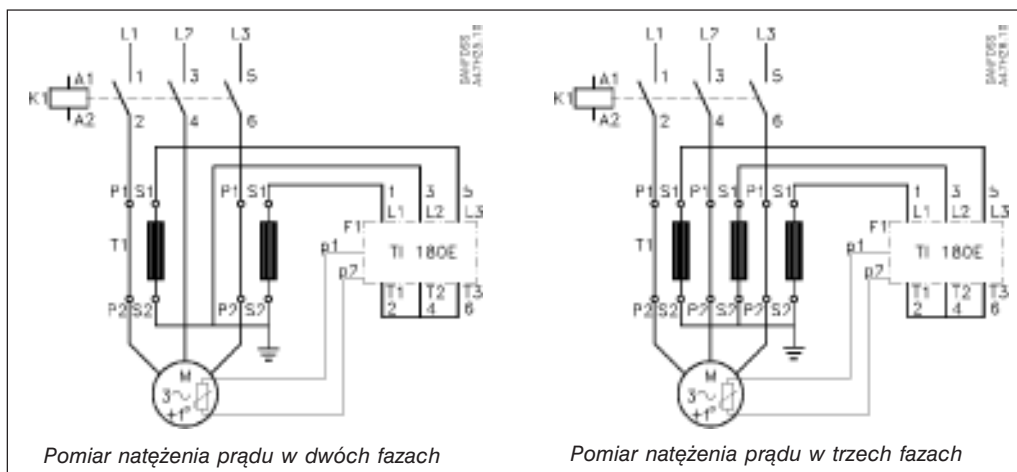 L1 L2 L3
DANFOSS
A47H28.10
K1 A1 A2 1 3 5
2 4 6
P1 S1 P1 S1 1 3 5
L1 L2 L3
F1
T1 p1 TI 180E
p2
P2 S2 P2 S2 T1 T2 T3
2 4 6
M
3~
+t°
Pomiar natężenia prądu w dwóch fazach
L1 L2 L3
DANFOSS
K1 A1 A2 1 3 5
2 4 6
P1 S1 P1 S1 P1 S1 1 3 5
L1 L2 L3
F1
T1 p1 TI 180E
p2
P2 S2 P2 S2 P2 S2 T1 T2 T3
2 4 6
M
3~
+t°
Pomiar natężenia prądu w trzech fazach